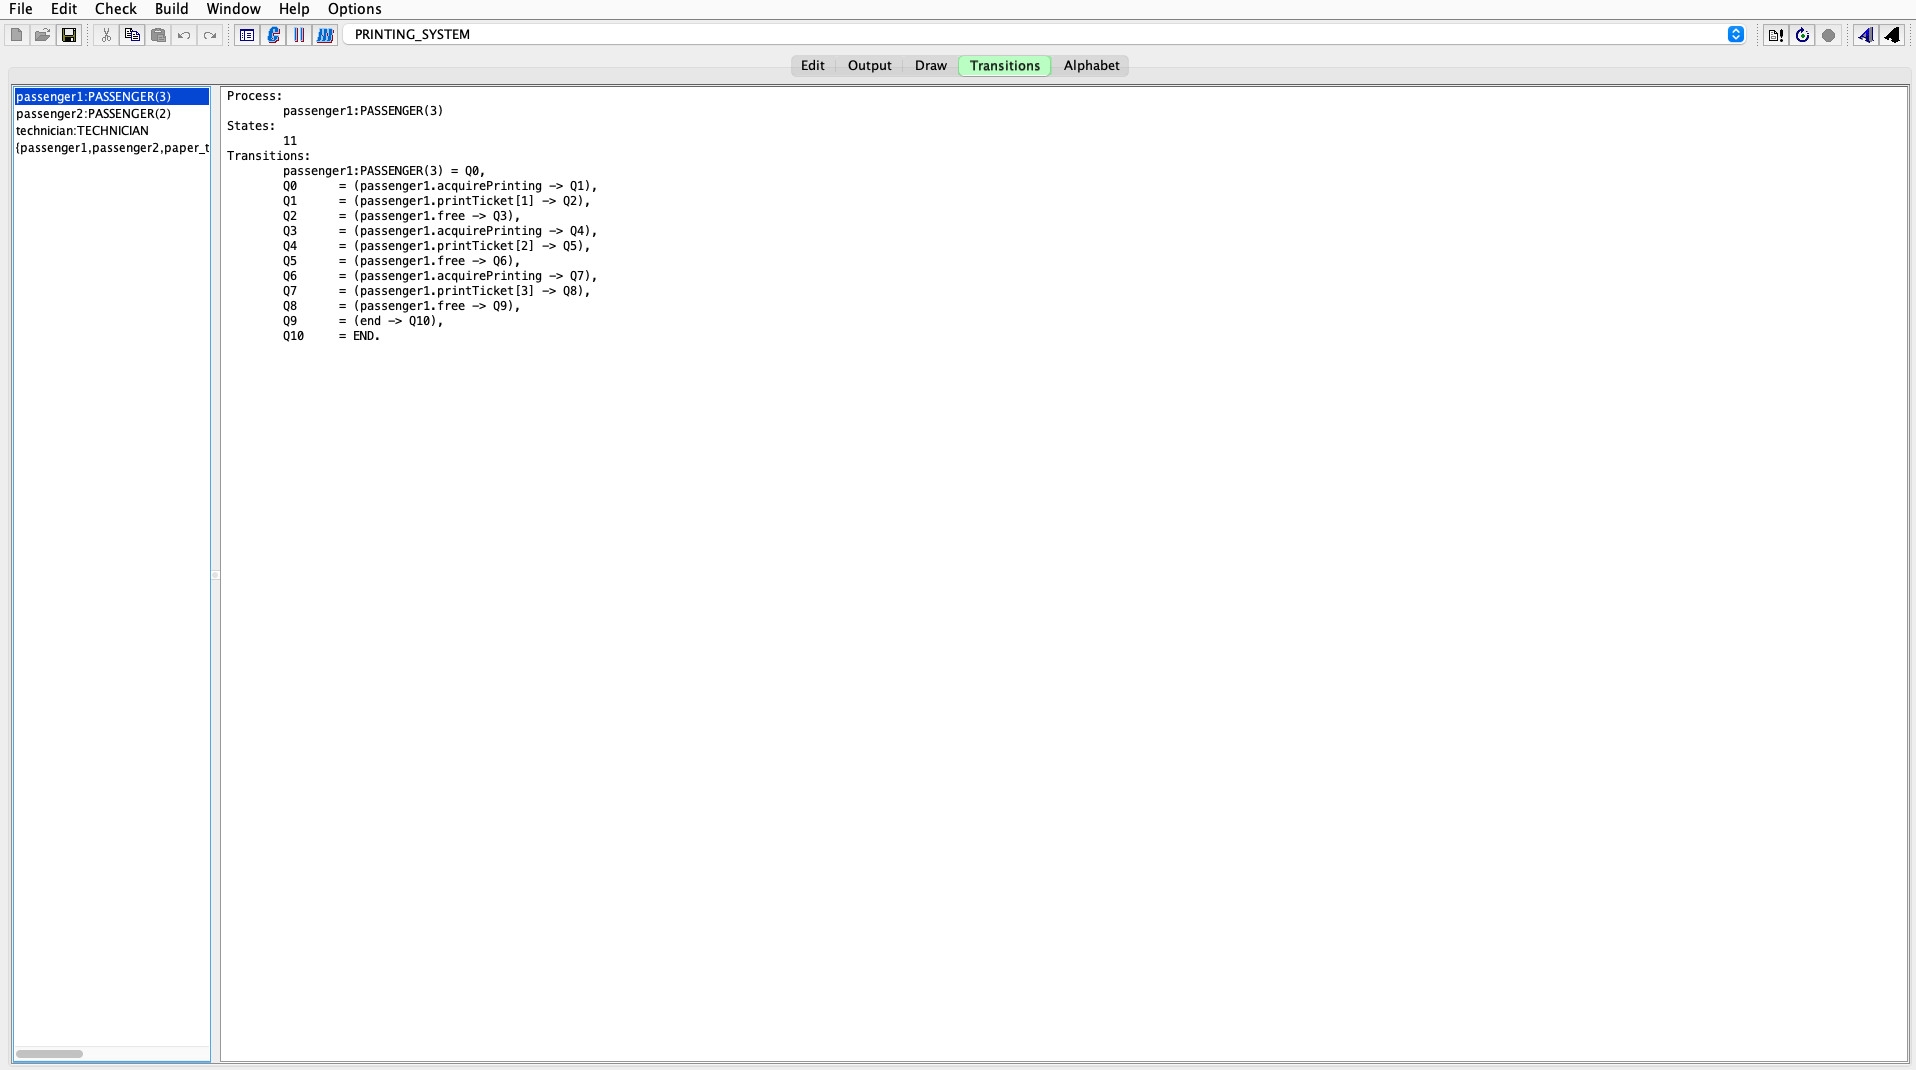 File Edit Check Build Window Help Options
PRINTING_SYSTEM
Edit Output Draw Transitions Alphabet
passenger1:PASSENGER(3)
passenger2:PASSENGER(2)
technician:TECHNICIAN
{passenger1,passenger2,paper_t
Process:
passenger1:PASSENGER(3)
States:
11
Transitions:
passenger1:PASSENGER(3) = Q0,
Q0 = (passenger1.acquirePrinting -> Q1),
Q1 = (passenger1.printTicket[1] -> Q2),
Q2 = (passenger1.free -> Q3),
Q3 = (passenger1.acquirePrinting -> Q4),
Q4 = (passenger1.printTicket[2] -> Q5),
Q5 = (passenger1.free -> Q6),
Q6 = (passenger1.acquirePrinting -> Q7),
Q7 = (passenger1.printTicket[3] -> Q8),
Q8 = (passenger1.free -> Q9),
Q9 = (end -> Q10),
Q10 = END.